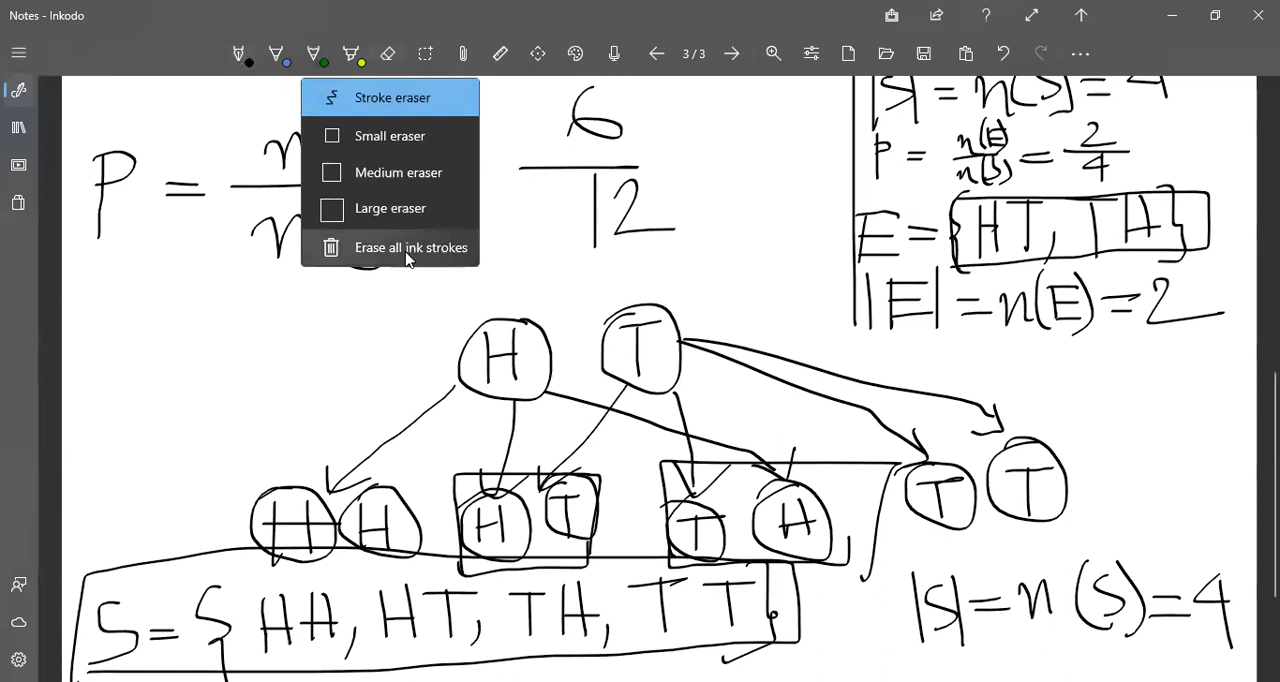 Notes - Inkodo
3/3
Stroke eraser
Small eraser
Medium eraser
Large eraser
Erase all ink strokes
P =
6
12
|S| = n(S) = 4
P = n(E)/n(S) = 2/4
E = {HT, TH}
|E| = n(E) = 2
H T
H H H T T H T T
S = { HH, HT, TH, TT }
|S| = n (S) = 4